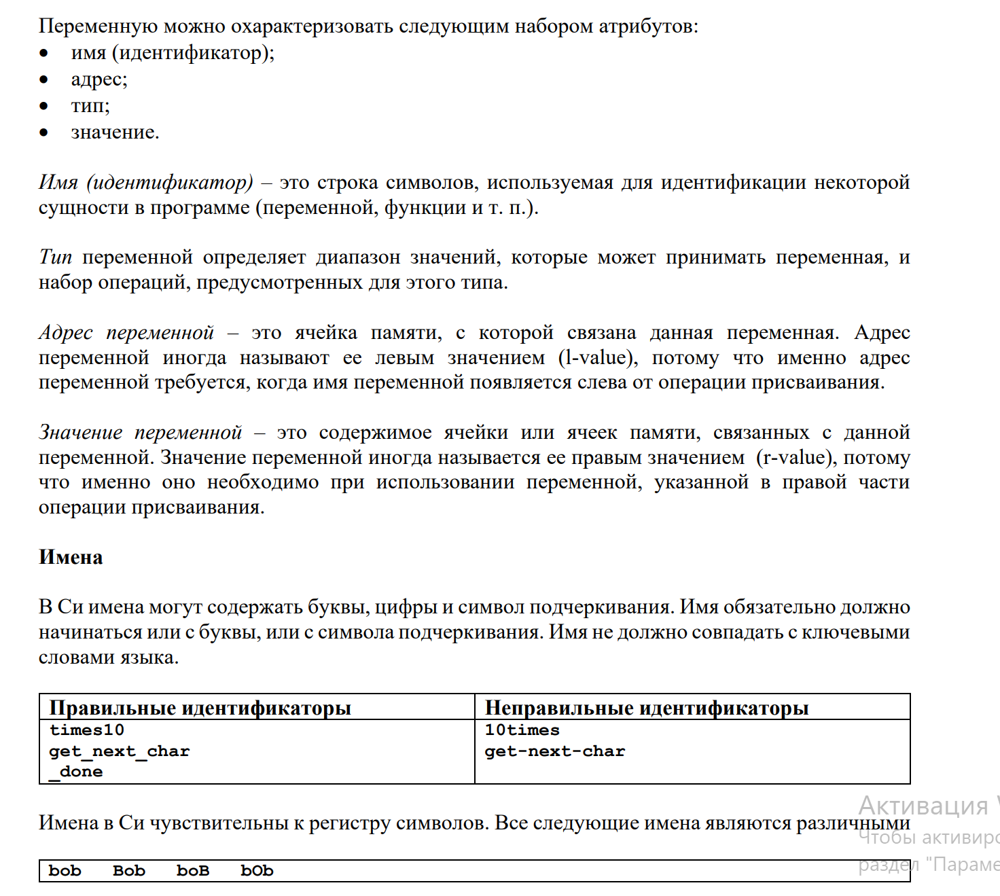 Переменную можно охарактеризовать следующим набором атрибутов:
• имя (идентификатор);
• адрес;
• тип;
• значение.
Имя (идентификатор) – это строка символов, используемая для идентификации некоторой
сущности в программе (переменной, функции и т. п.).
Тип переменной определяет диапазон значений, которые может принимать переменная, и
набор операций, предусмотренных для этого типа.
Адрес переменной – это ячейка памяти, с которой связана данная переменная. Адрес
переменной иногда называют ее левым значением (l-value), потому что именно адрес
переменной требуется, когда имя переменной появляется слева от операции присваивания.
Значение переменной – это содержимое ячейки или ячеек памяти, связанных с данной
переменной. Значение переменной иногда называется ее правым значением (r-value), потому
что именно оно необходимо при использовании переменной, указанной в правой части
операции присваивания.
Имена
В Си имена могут содержать буквы, цифры и символ подчеркивания. Имя обязательно должно
начинаться или с буквы, или с символа подчеркивания. Имя не должно совпадать с ключевыми
словами языка.
Правильные идентификаторы Неправильные идентификаторы
times10 10times
get_next_char get-next-char
_done
Активация
Имена в Си чувствительны к регистру символов. Все следующие имена являются различными
Чтобы активиро
раздел "Параме
bob Bob boB bOb